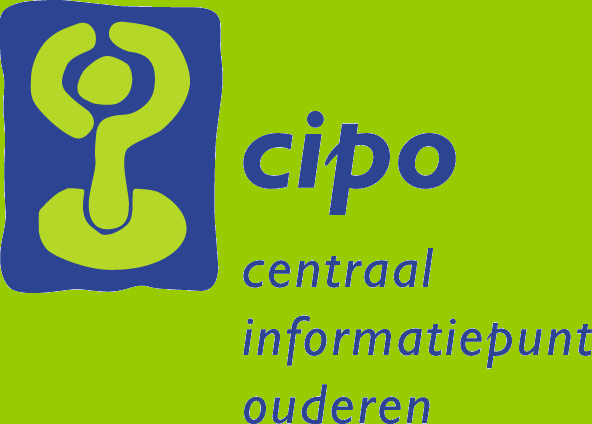 cipo
centraal
informatiepunt
ouderen